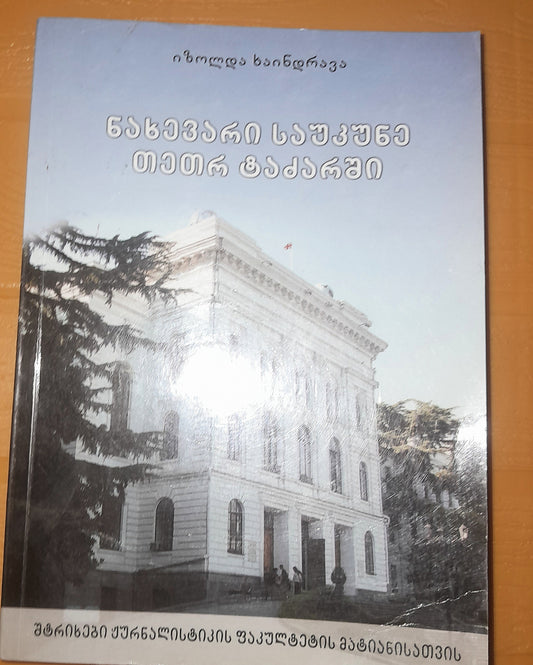 იზოლდა ხაინდრავა
ნახევარი საუკუნე
თეთრ ტაძარში
შტრიხები ჟურნალისტიკის ფაკულტეტის მატიანისათვის